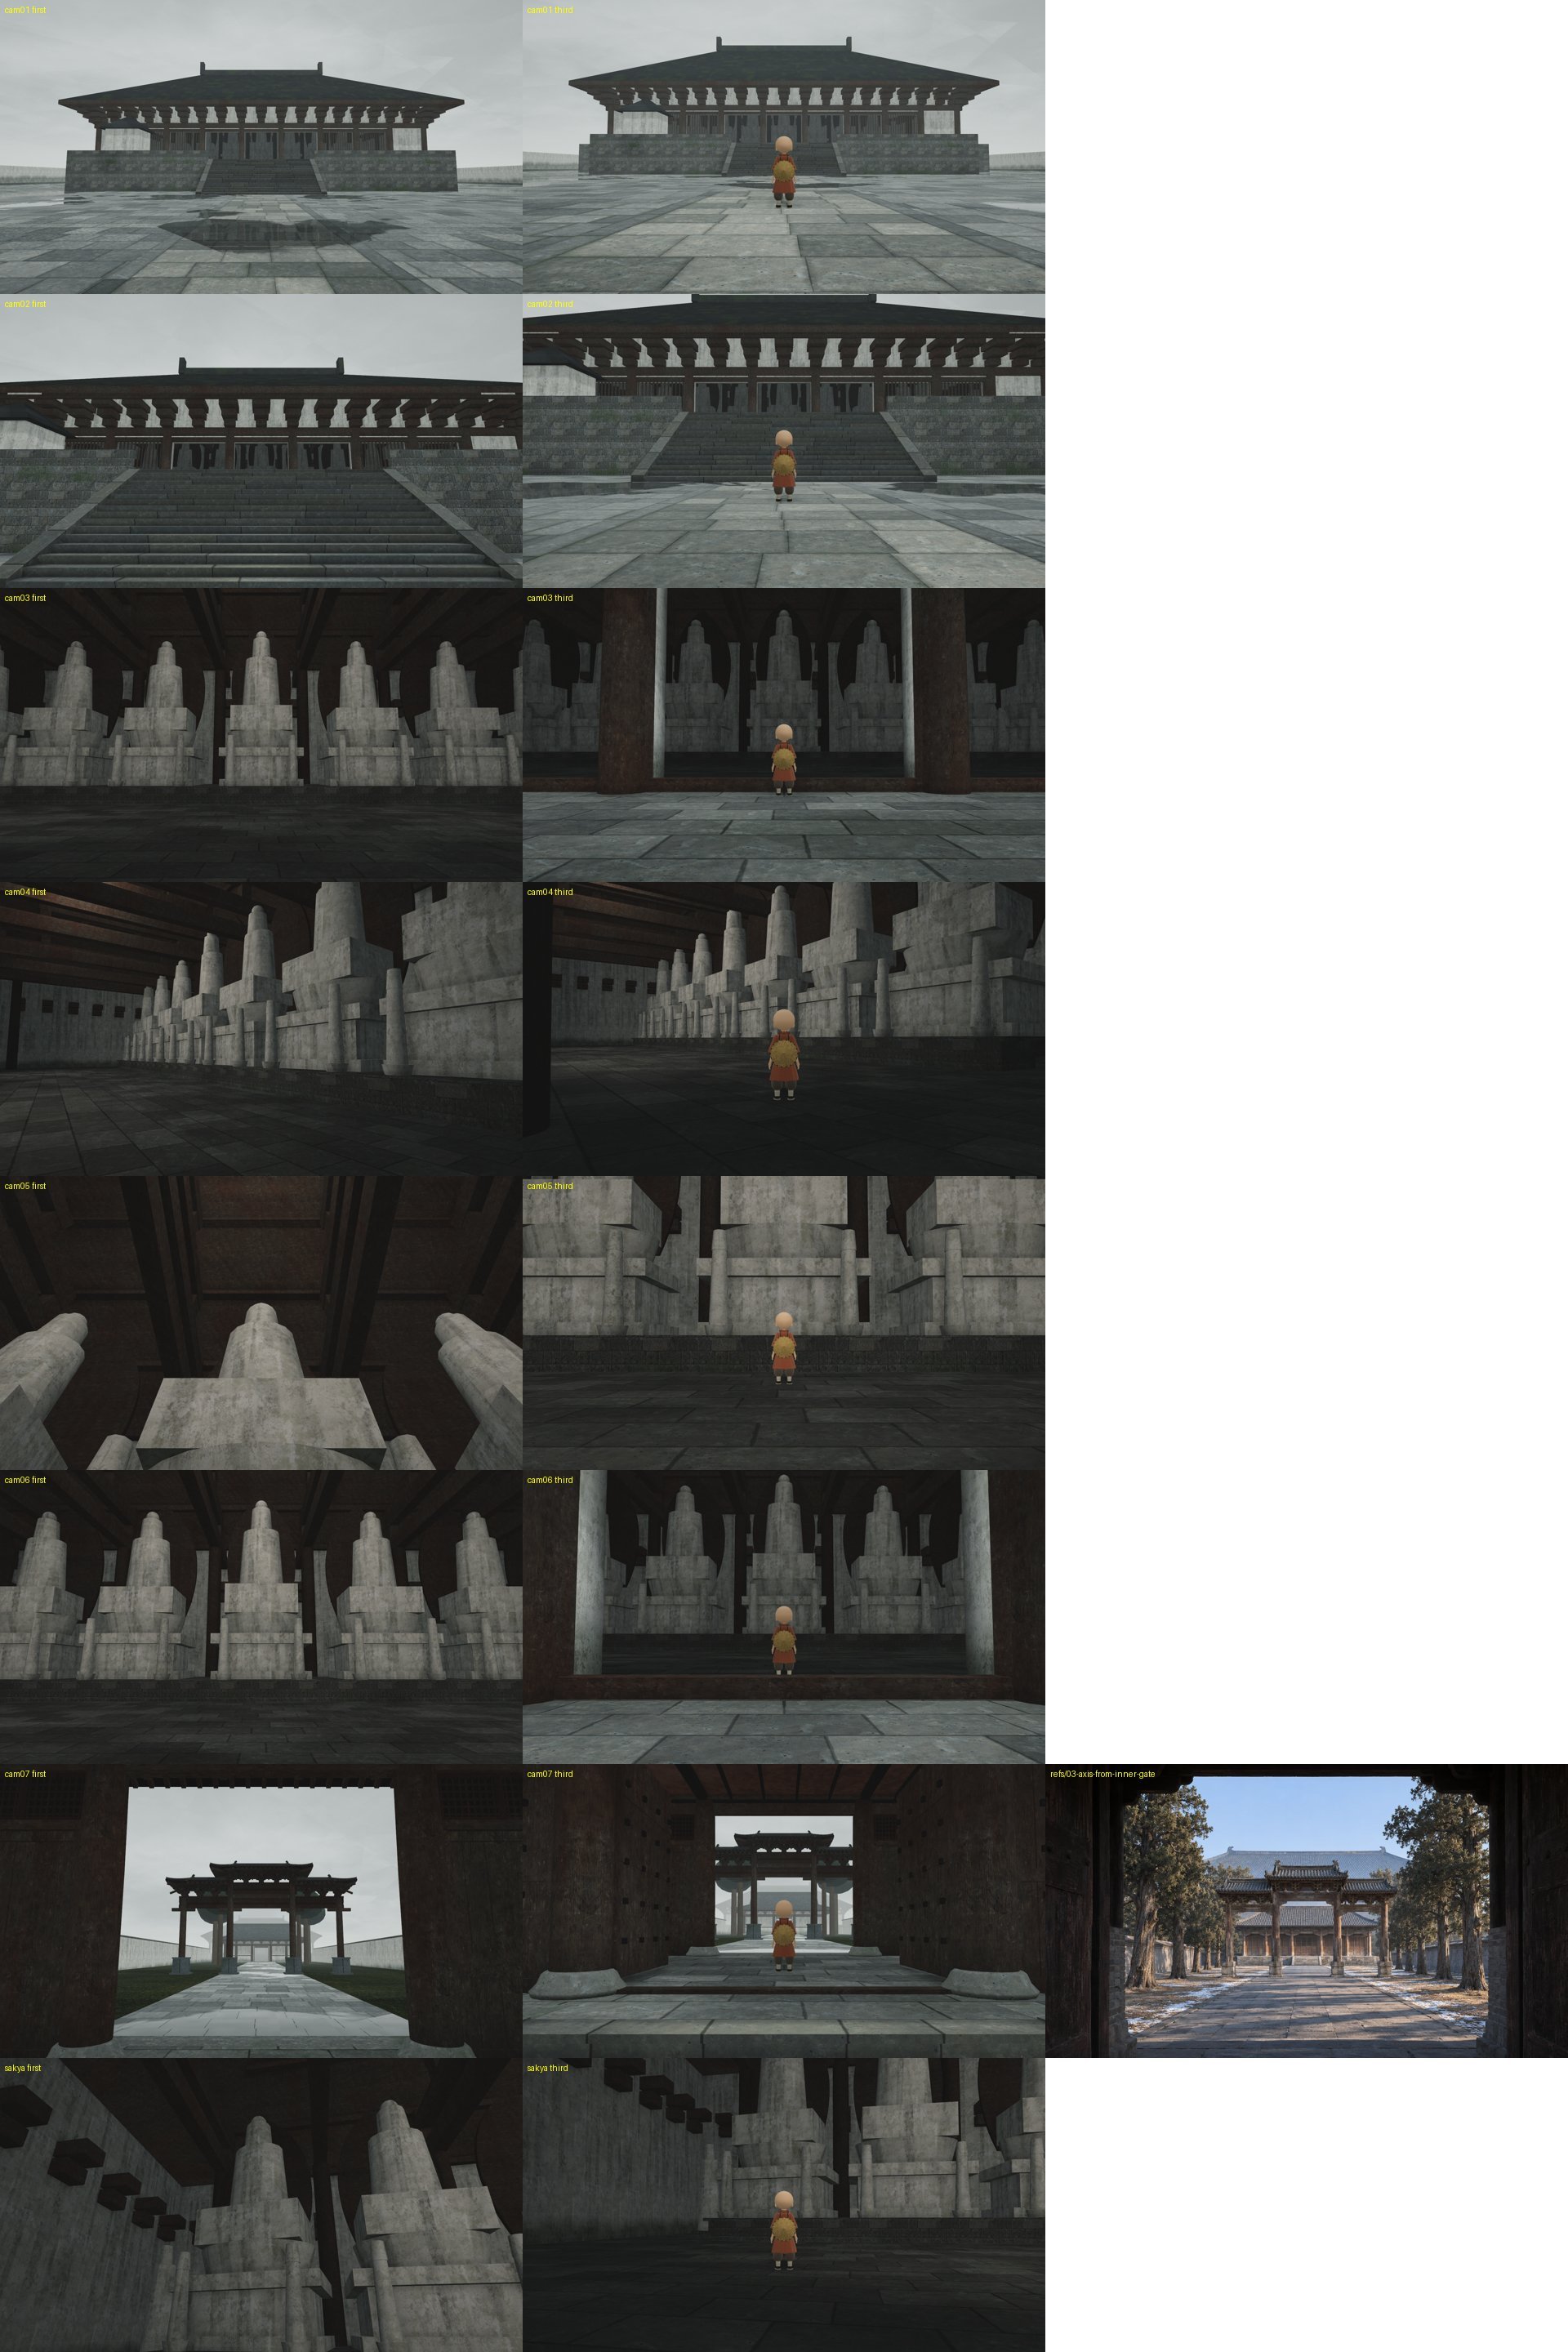 cam01 first
cam01 third
cam02 first
cam02 third
cam03 first
cam03 third
cam04 first
cam04 third
cam05 first
cam05 third
cam06 first
cam06 third
cam07 first
cam07 third
refs/03-axis-from-inner-gate
sakya first
sakya third